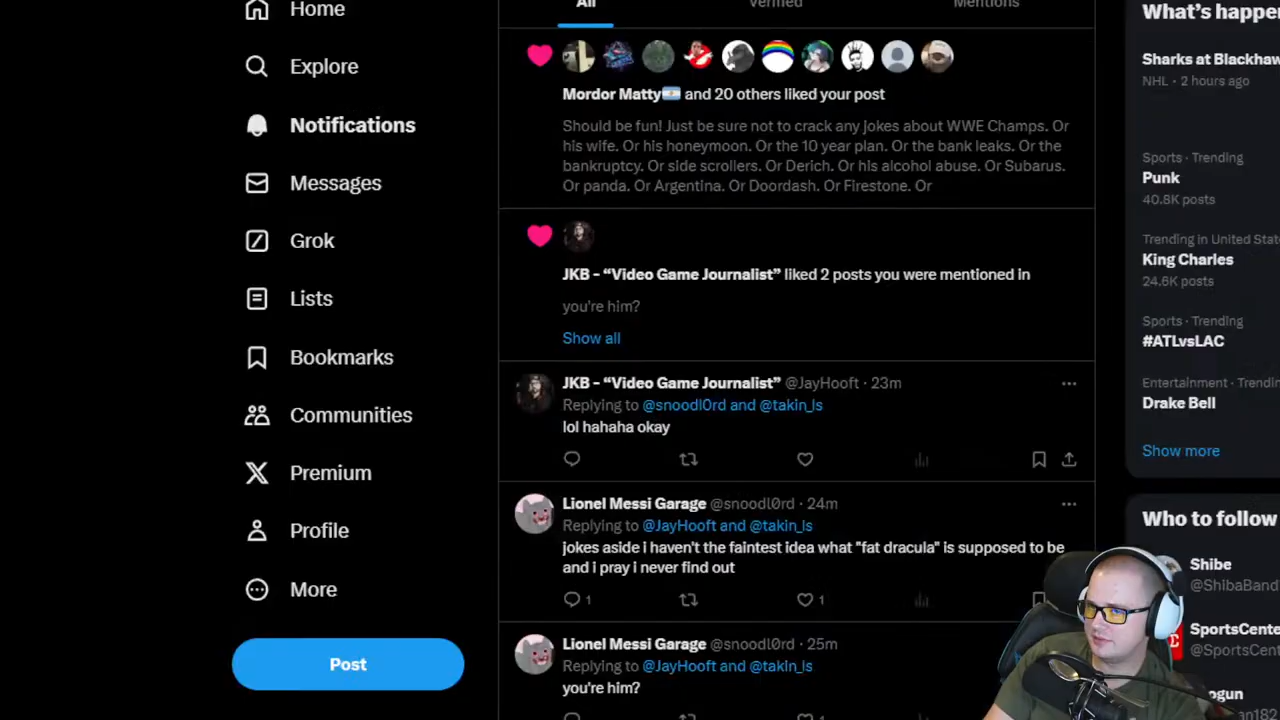 Home
Explore
Notifications
Messages
Grok
Lists
Bookmarks
Communities
Premium
Profile
More
Post
All
Verified
Mentions
Mordor Matty🇦🇷 and 20 others liked your post
Should be fun! Just be sure not to crack any jokes about WWE Champs. Or
his wife. Or his honeymoon. Or the 10 year plan. Or the bank leaks. Or the
bankruptcy. Or side scrollers. Or Derich. Or his alcohol abuse. Or Subarus.
Or panda. Or Argentina. Or Doordash. Or Firestone. Or
JKB - “Video Game Journalist” liked 2 posts you were mentioned in
you're him?
Show all
JKB - “Video Game Journalist” @JayHooft · 23m
Replying to @snoodl0rd and @takin_ls
lol hahaha okay
Lionel Messi Garage @snoodl0rd · 24m
Replying to @JayHooft and @takin_ls
jokes aside i haven't the faintest idea what "fat dracula" is supposed to be
and i pray i never find out
1
1
Lionel Messi Garage @snoodl0rd · 25m
Replying to @JayHooft and @takin_ls
you're him?
What's happe
Sharks at Blackhaw
NHL · 2 hours ago
Sports · Trending
Punk
40.8K posts
Trending in United State
King Charles
24.6K posts
Sports · Trending
#ATLvsLAC
Entertainment · Trendin
Drake Bell
Show more
Who to follow
Shibe
@ShibaBand
SportsCente
@SportsCent
ogun
an182